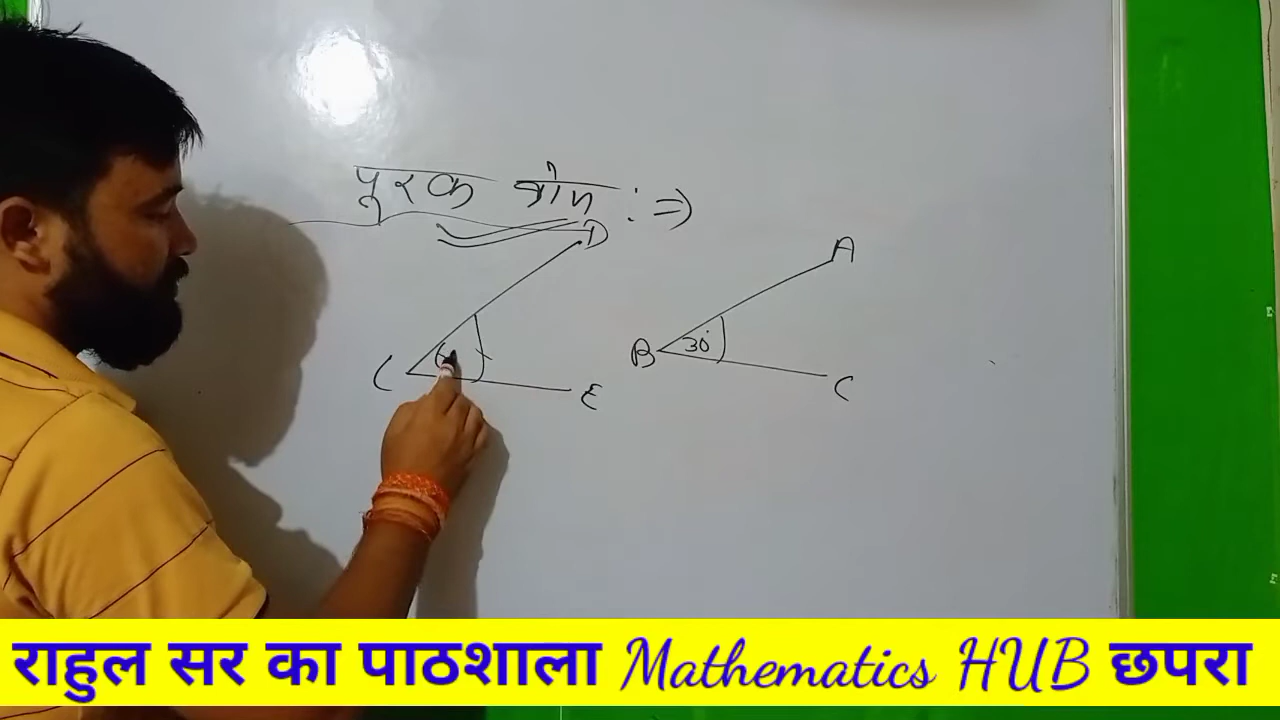 पूरक कोण :⇒
D
A
B 30°
C
C E
राहुल सर का पाठशाला Mathematics HUB छपरा